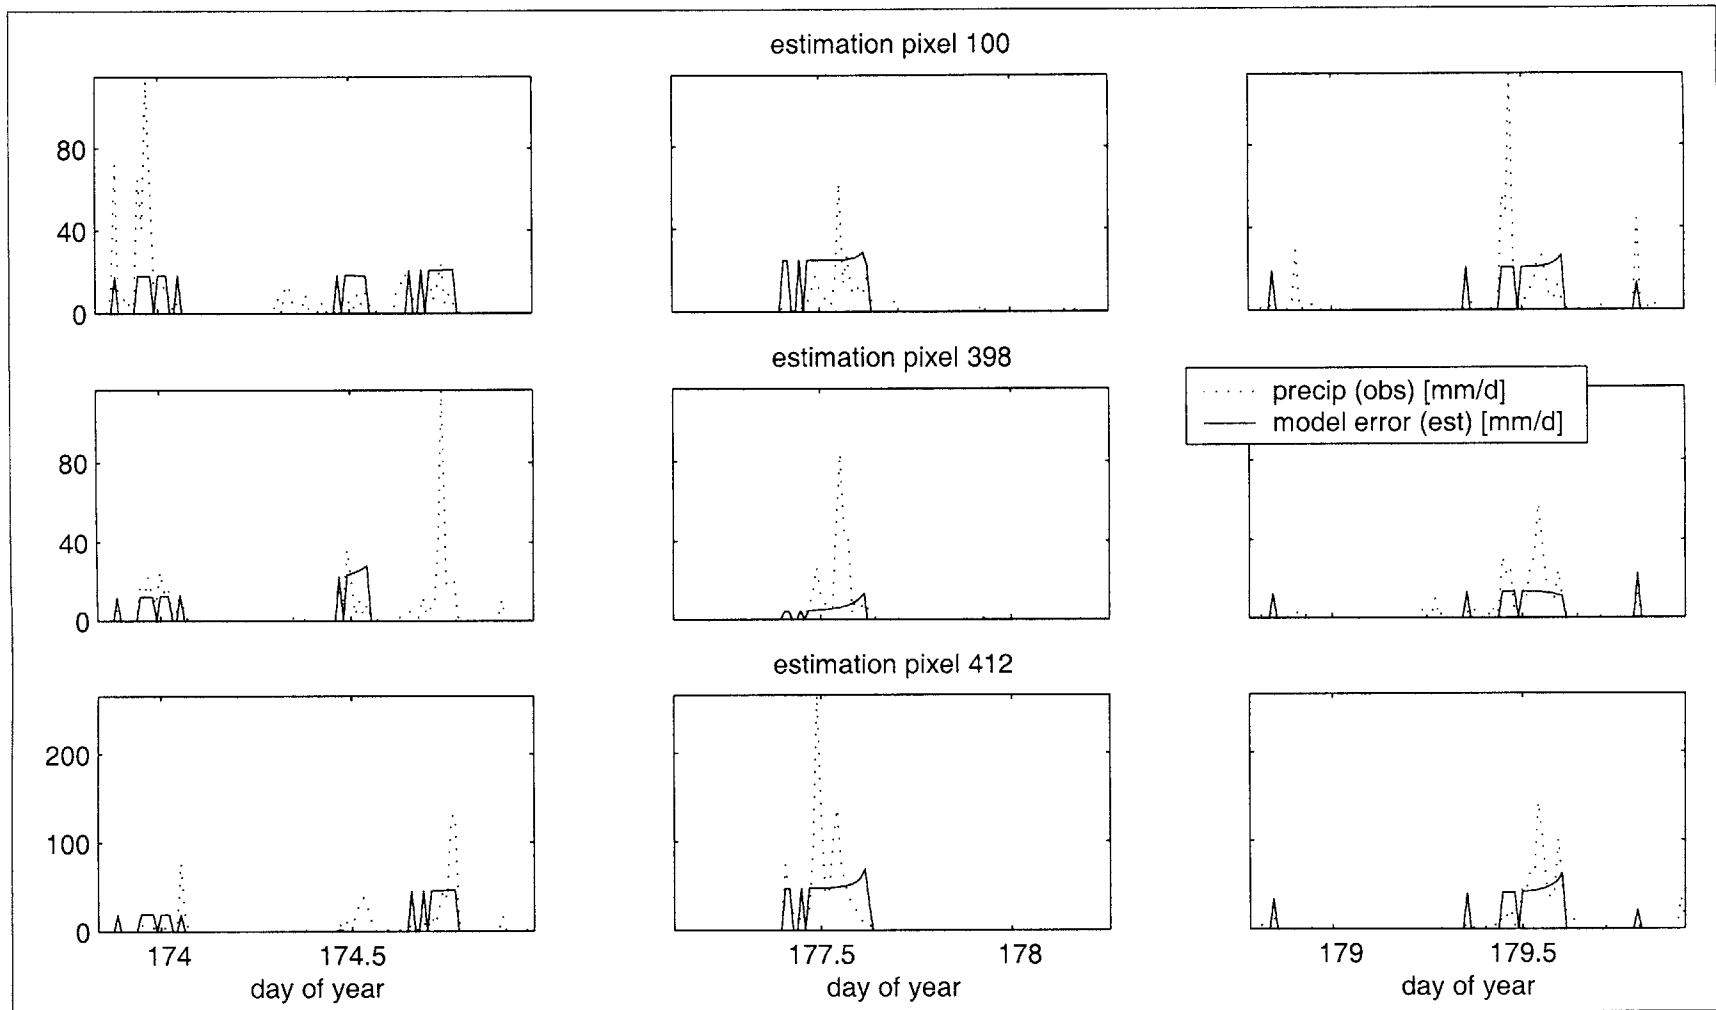 estimation pixel 100
80
40
0
estimation pixel 398
precip (obs) [mm/d]
model error (est) [mm/d]
80
40
0
estimation pixel 412
200
100
0
174 174.5 177.5 178 179 179.5
day of year day of year day of year